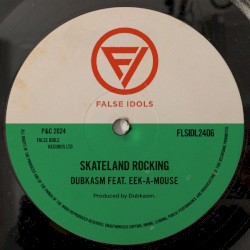 FALSE IDOLS
P&C 2024
FALSE IDOLS
RECORDS LTD
FLSIDL2406
SKATELAND ROCKING
DUBKASM FEAT. EEK-A-MOUSE
Produced by Dubkasm.